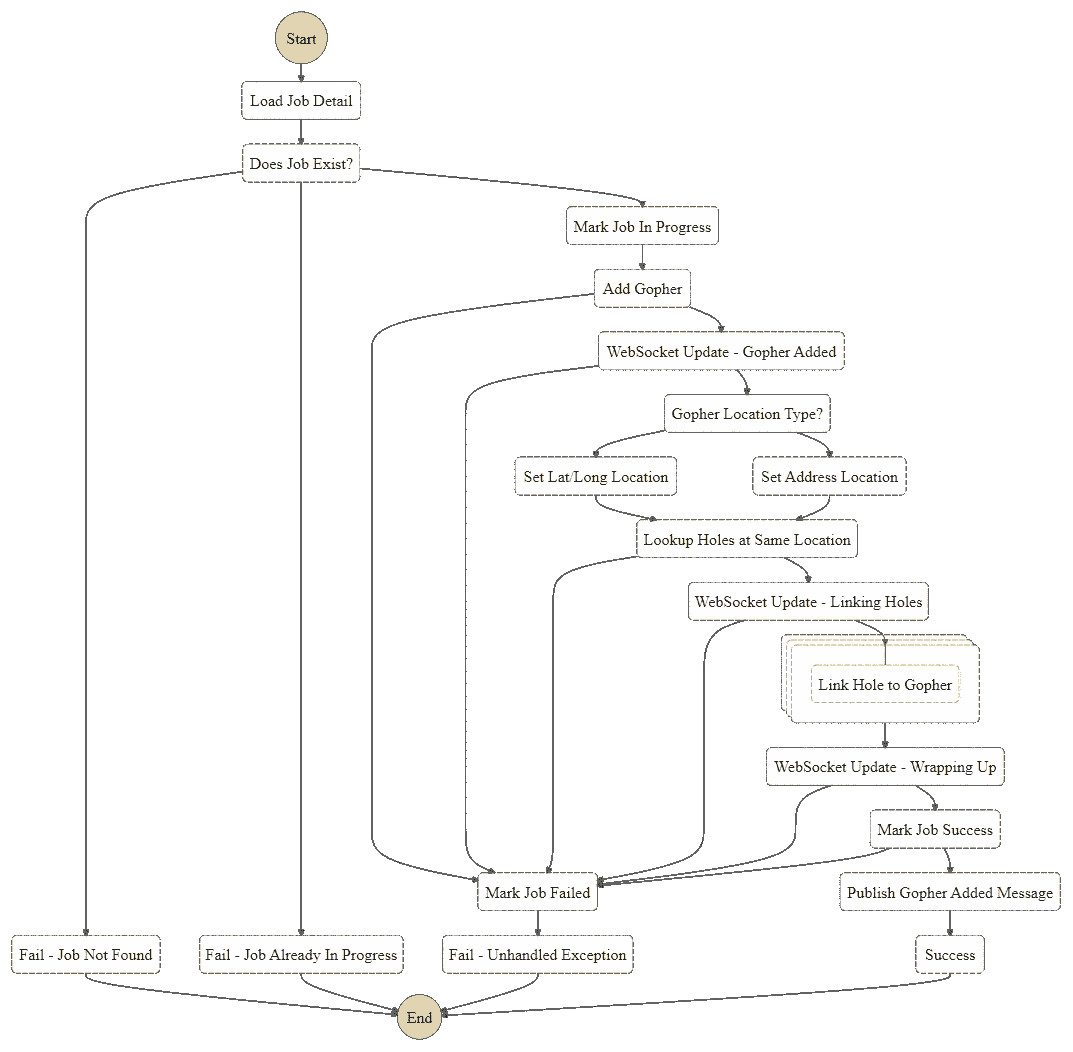 Start
Load Job Detail
Does Job Exist?
Mark Job In Progress
Add Gopher
WebSocket Update - Gopher Added
Gopher Location Type?
Set Lat/Long Location
Set Address Location
Lookup Holes at Same Location
WebSocket Update - Linking Holes
Link Hole to Gopher
WebSocket Update - Wrapping Up
Mark Job Success
Mark Job Failed
Publish Gopher Added Message
Fail - Job Not Found
Fail - Job Already In Progress
Fail - Unhandled Exception
Success
End